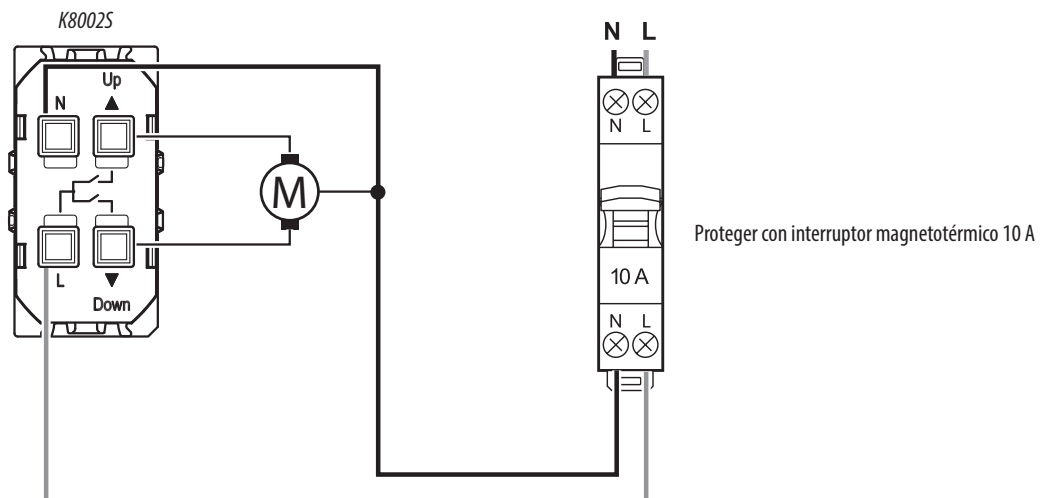 K8002S
N L
Up
N
N L
M
Proteger con interruptor magnetotérmico 10 A
10 A
L
Down
N L